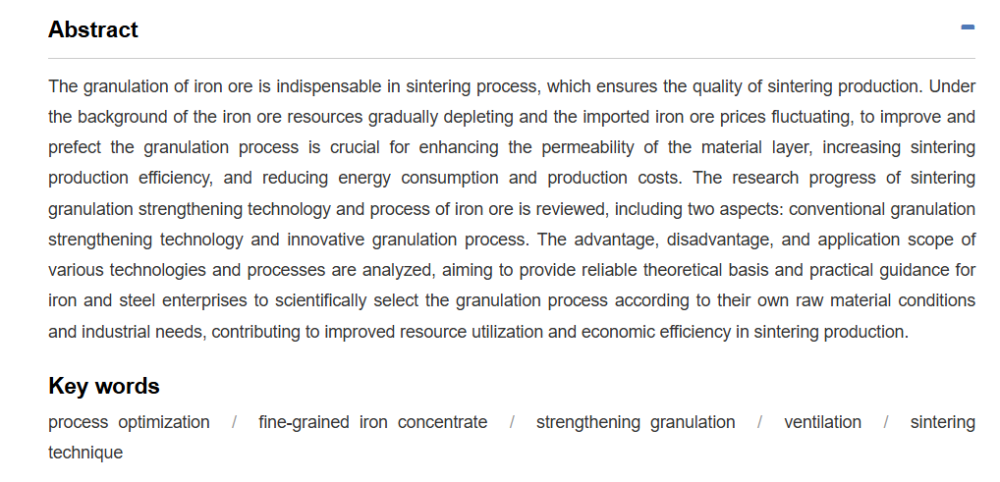 Abstract
The granulation of iron ore is indispensable in sintering process, which ensures the quality of sintering production. Under
the background of the iron ore resources gradually depleting and the imported iron ore prices fluctuating, to improve and
prefect the granulation process is crucial for enhancing the permeability of the material layer, increasing sintering
production efficiency, and reducing energy consumption and production costs. The research progress of sintering
granulation strengthening technology and process of iron ore is reviewed, including two aspects: conventional granulation
strengthening technology and innovative granulation process. The advantage, disadvantage, and application scope of
various technologies and processes are analyzed, aiming to provide reliable theoretical basis and practical guidance for
iron and steel enterprises to scientifically select the granulation process according to their own raw material conditions
and industrial needs, contributing to improved resource utilization and economic efficiency in sintering production.
Key words
process optimization / fine-grained iron concentrate / strengthening granulation / ventilation / sintering
technique